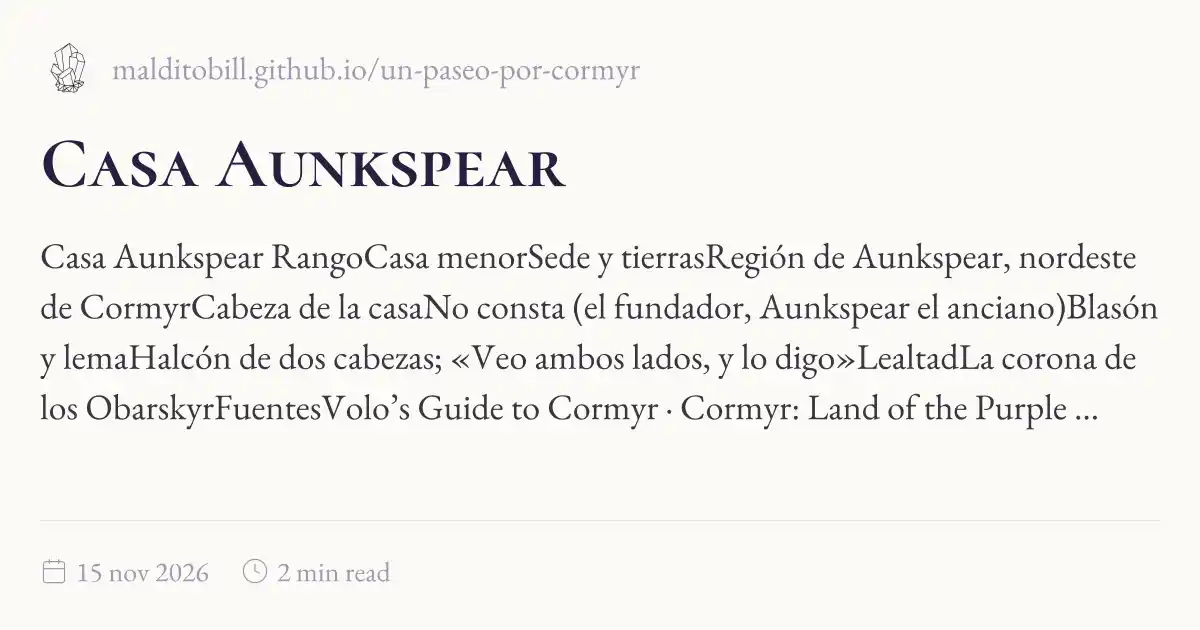 malditobill.github.io/un-paseo-por-cormyr
Casa Aunkspear
Casa Aunkspear RangoCasa menorSede y tierrasRegión de Aunkspear, nordeste
de CormyrCabeza de la casaNo consta (el fundador, Aunkspear el anciano)Blasón
y lemaHalcón de dos cabezas; «Veo ambos lados, y lo digo»LealtadLa corona de
los ObarskyrFuentesVolo’s Guide to Cormyr · Cormyr: Land of the Purple ...
15 nov 2026
2 min read